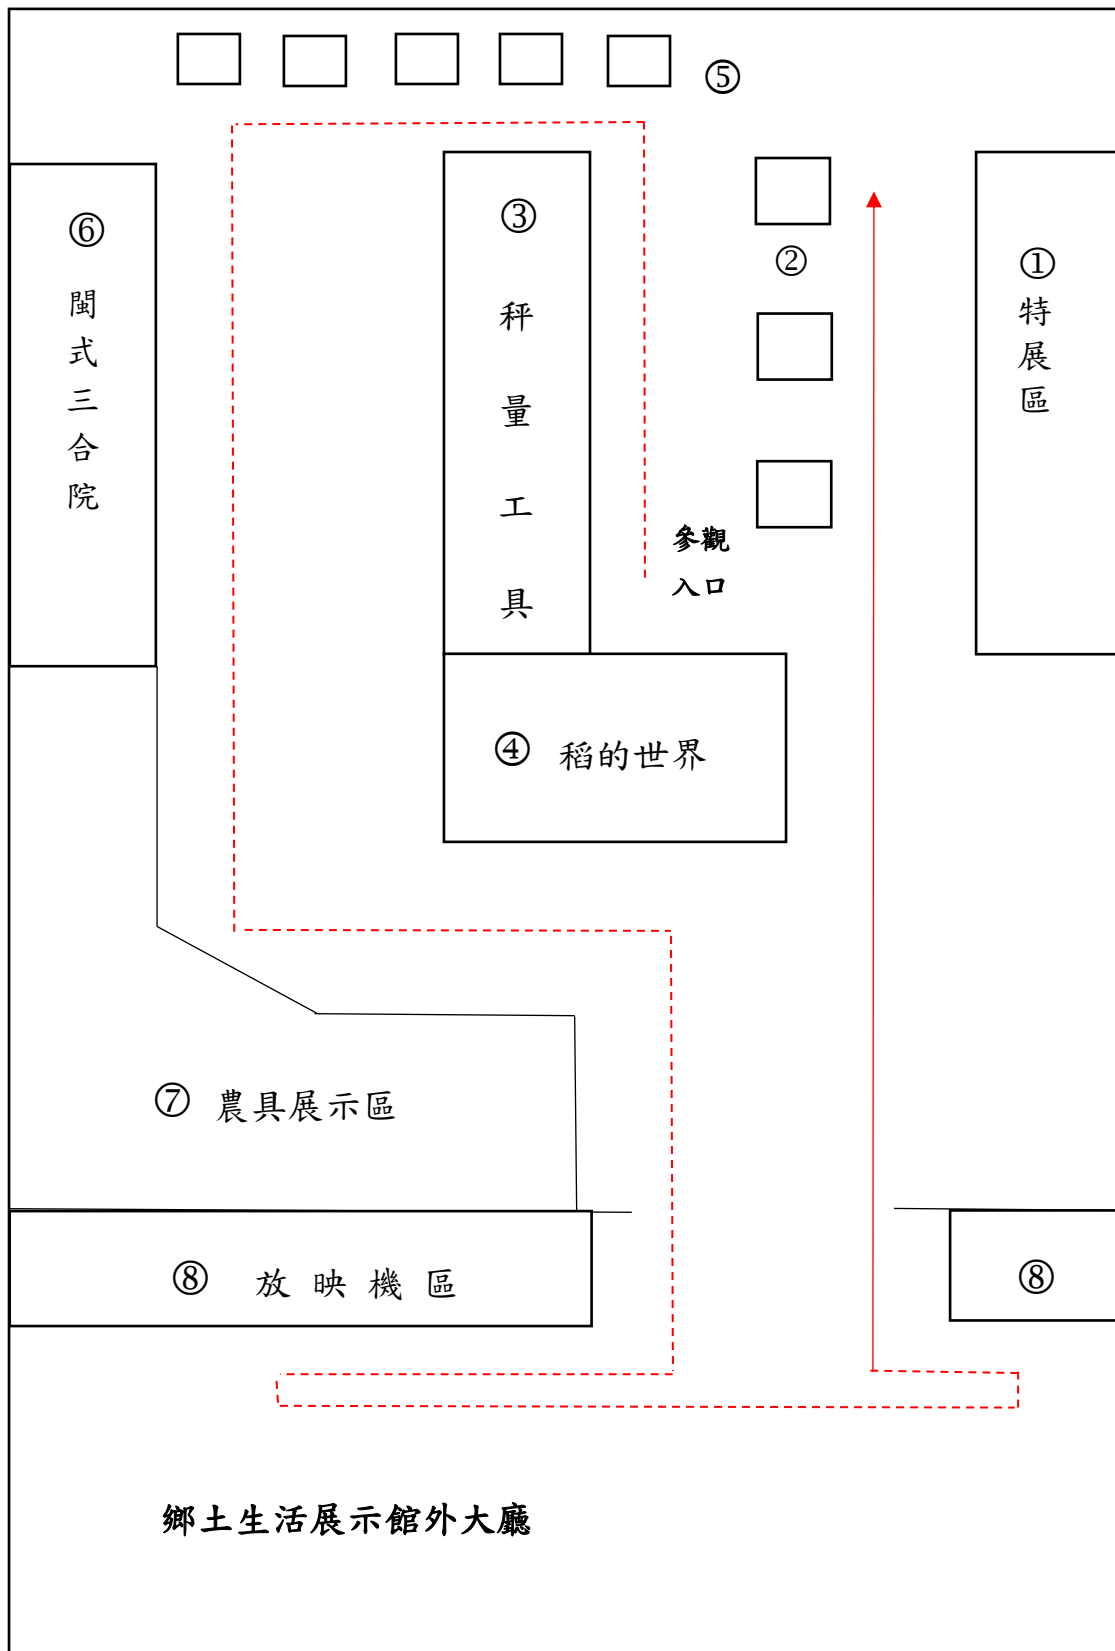 ⑤
⑥
閩式三合院
③
秤量工具
②
①
特展區
參觀
入口
④ 稻的世界
⑦ 農具展示區
⑧ 放映機區
⑧
鄉土生活展示館外大廳